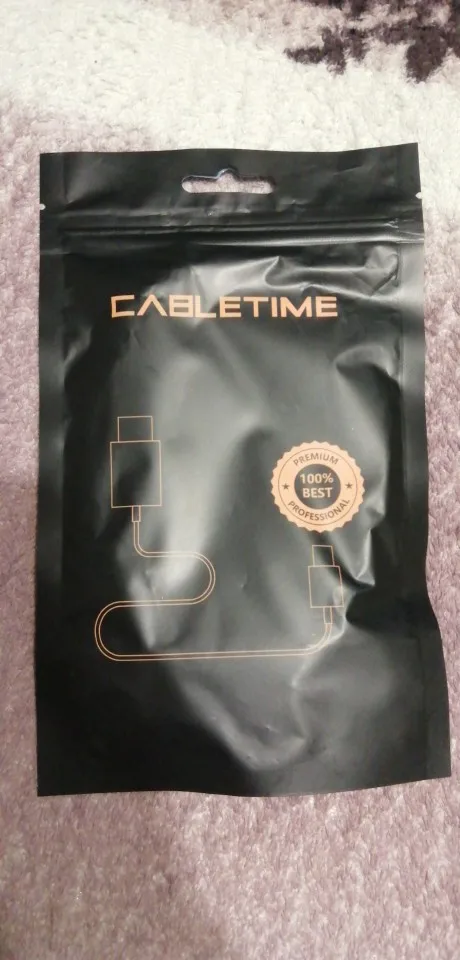 CABLETIME
PREMIUM
100%
BEST
PROFESSIONAL